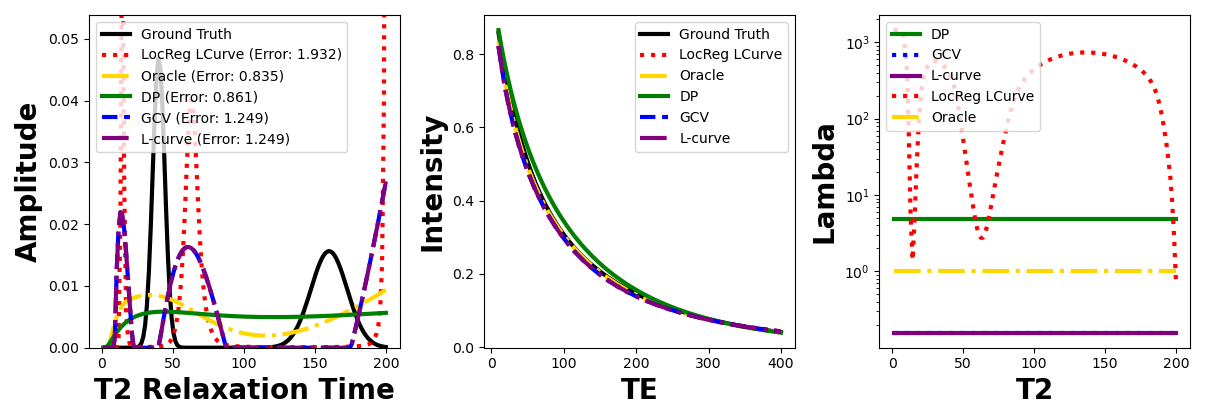 Amplitude
0.05
0.04
0.03
0.02
0.01
0.00
Ground Truth
LocReg LCurve (Error: 1.932)
Oracle (Error: 0.835)
DP (Error: 0.861)
GCV (Error: 1.249)
L-curve (Error: 1.249)
0 50 100 150 200
T2 Relaxation Time
Intensity
0.8
0.6
0.4
0.2
0.0
Ground Truth
LocReg LCurve
Oracle
DP
GCV
L-curve
0 100 200 300 400
TE
Lambda
10³
10²
10¹
10⁰
DP
GCV
L-curve
LocReg LCurve
Oracle
0 50 100 150 200
T2